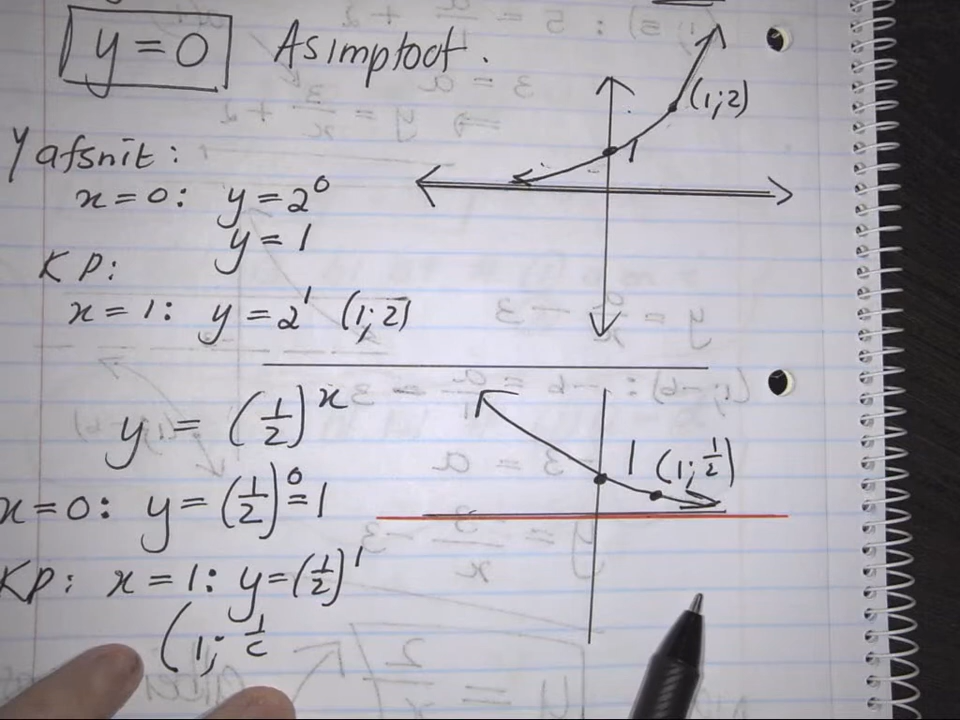 y = 0 Asimptoot.
(1;2)
1
Y afsnit:
x = 0: y = 2⁰
y = 1
KP:
x = 1: y = 2¹ (1;2)
y = (1/2)ˣ
1 (1; 1/2)
x = 0: y = (1/2)⁰ = 1
KP: x = 1: y = (1/2)¹
(1; 1/2